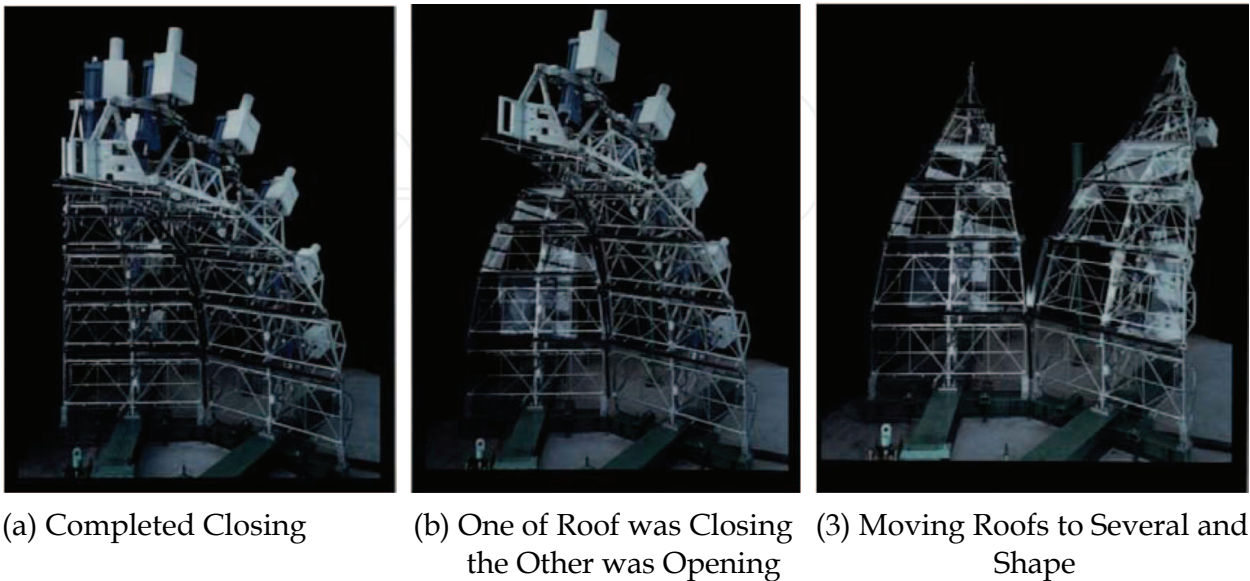 (a) Completed Closing
(b) One of Roof was Closing
the Other was Opening
(3) Moving Roofs to Several and
Shape